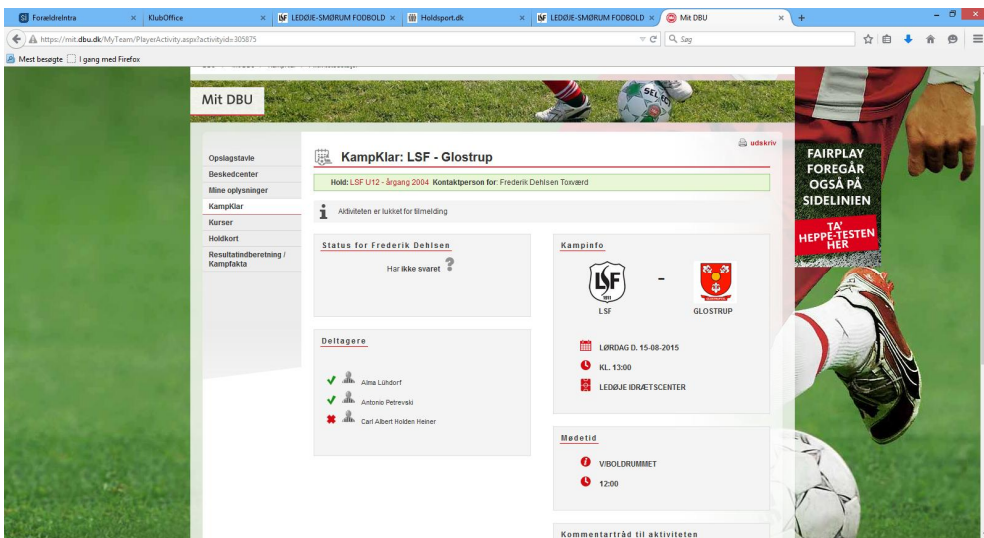 ForældreIntra
KlubOffice
LEDØJE-SMØRUM FODBOLD
Holdsport.dk
LEDØJE-SMØRUM FODBOLD
Mit DBU
https://mit.dbu.dk/MyTeam/PlayerActivity.aspx?activityid=305875
Søg
Mest besøgte
I gang med Firefox
Mit DBU
SELECT
udskriv
Opslagstavle
Beskedcenter
Mine oplysninger
KampKlar
Kurser
Holdkort
Resultatindberetning /
Kampfakta
KampKlar: LSF - Glostrup
Hold: LSF U12 - årgang 2004 Kontaktperson for: Frederik Dehlsen Toxværd
Aktiviteten er lukket for tilmelding
Status for Frederik Dehlsen
Har ikke svaret
Deltagere
Alma Lühdorf
Antonio Petrevski
Carl Albert Holden Heiner
Kampinfo
LSF
1911
-
LSF
GLOSTRUP
LØRDAG D. 15-08-2015
KL. 13:00
LEDØJE IDRÆTSCENTER
Mødetid
V/BOLDRUMMET
12:00
Kommentartråd til aktiviteten
FAIRPLAY
FOREGÅR
OGSÅ PÅ
SIDELINIEN
TA'
HEPPE-TESTEN
HER